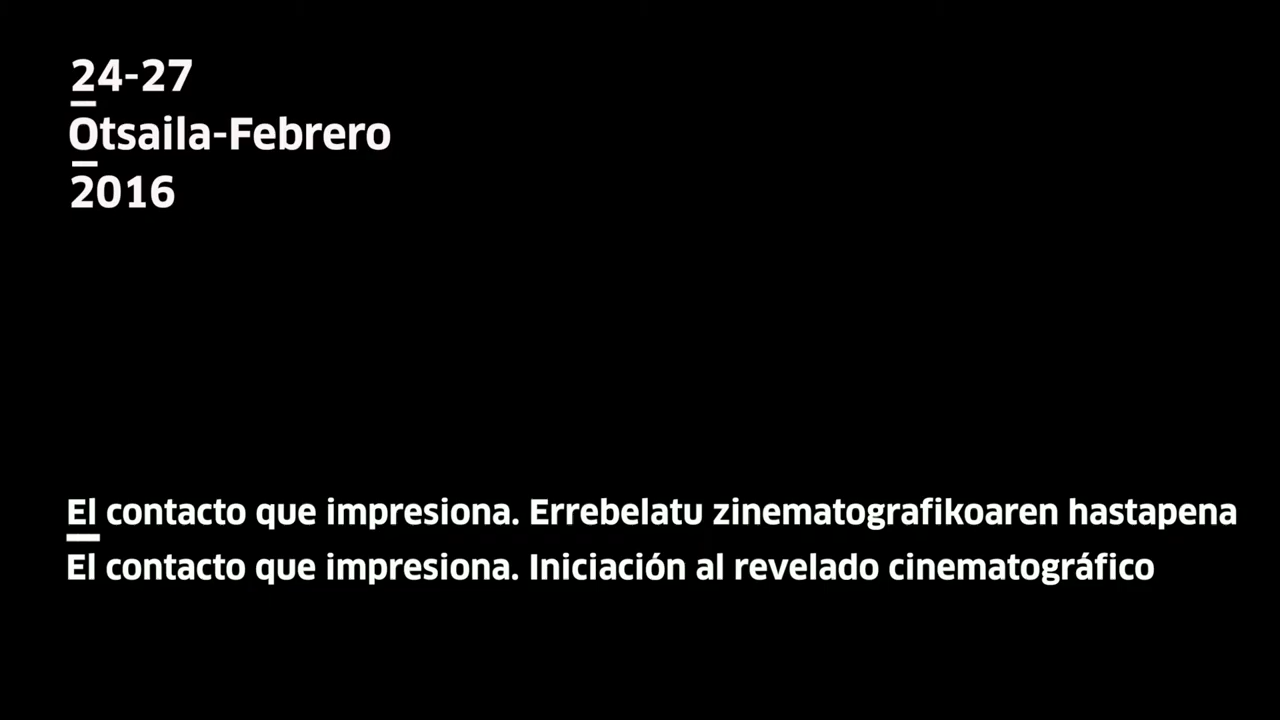 24-27
Otsaila-Febrero
2016
El contacto que impresiona. Errebelatu zinematografikoaren hastapena
El contacto que impresiona. Iniciación al revelado cinematográfico